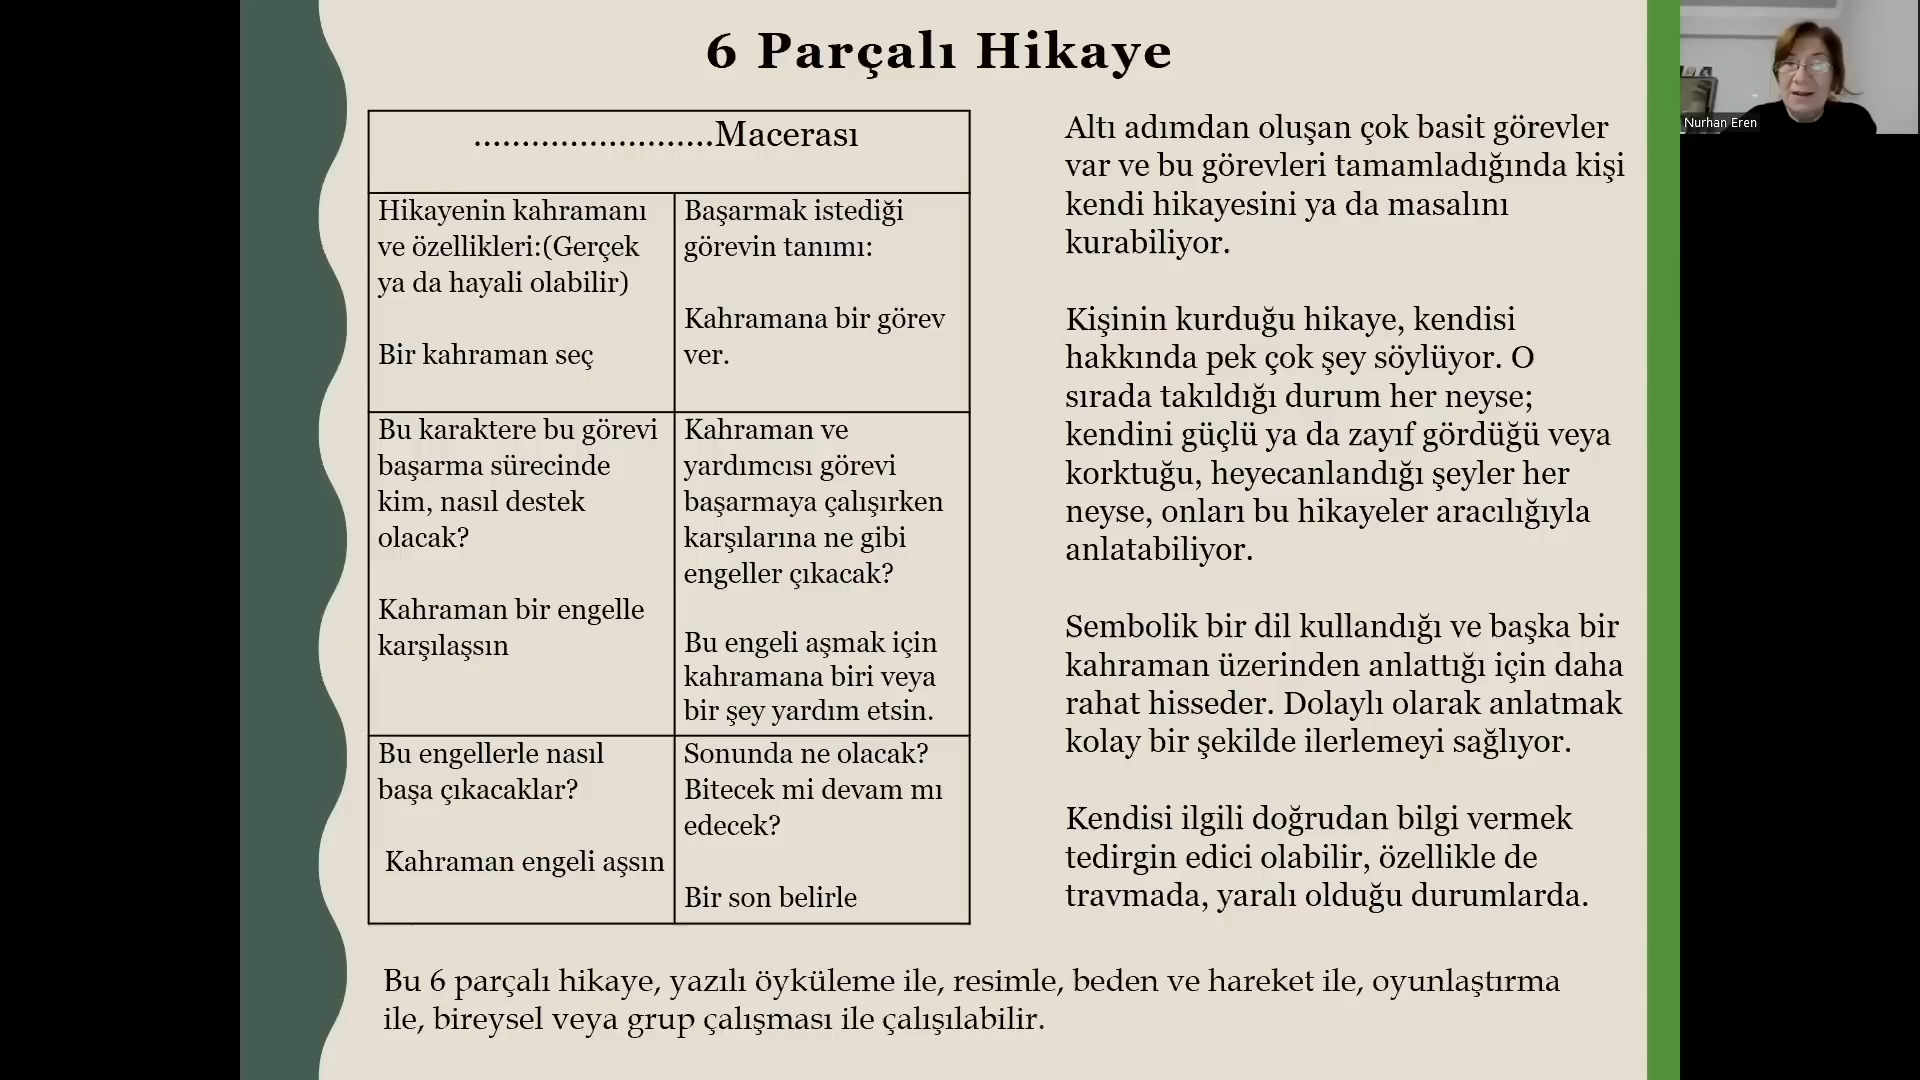 6 Parçalı Hikaye
.........................Macerası
Hikayenin kahramanı
ve özellikleri:(Gerçek
ya da hayali olabilir)
Bir kahraman seç
Başarmak istediği
görevin tanımı:
Kahramana bir görev
ver.
Bu karaktere bu görevi
başarma sürecinde
kim, nasıl destek
olacak?
Kahraman bir engelle
karşılaşsın
Kahraman ve
yardımcısı görevi
başarmaya çalışırken
karşılarına ne gibi
engeller çıkacak?
Bu engeli aşmak için
kahramana biri veya
bir şey yardım etsin.
Bu engellerle nasıl
başa çıkacaklar?
Kahraman engeli aşsın
Sonunda ne olacak?
Bitecek mi devam mı
edecek?
Bir son belirle
Altı adımdan oluşan çok basit görevler
var ve bu görevleri tamamladığında kişi
kendi hikayesini ya da masalını
kurabiliyor.
Kişinin kurduğu hikaye, kendisi
hakkında pek çok şey söylüyor. O
sırada takıldığı durum her neyse;
kendini güçlü ya da zayıf gördüğü veya
korktuğu, heyecanlandığı şeyler her
neyse, onları bu hikayeler aracılığıyla
anlatabiliyor.
Sembolik bir dil kullandığı ve başka bir
kahraman üzerinden anlattığı için daha
rahat hisseder. Dolaylı olarak anlatmak
kolay bir şekilde ilerlemeyi sağlıyor.
Kendisi ilgili doğrudan bilgi vermek
tedirgin edici olabilir, özellikle de
travmada, yaralı olduğu durumlarda.
Bu 6 parçalı hikaye, yazılı öyküleme ile, resimle, beden ve hareket ile, oyunlaştırma
ile, bireysel veya grup çalışması ile çalışılabilir.
Nurhan Eren